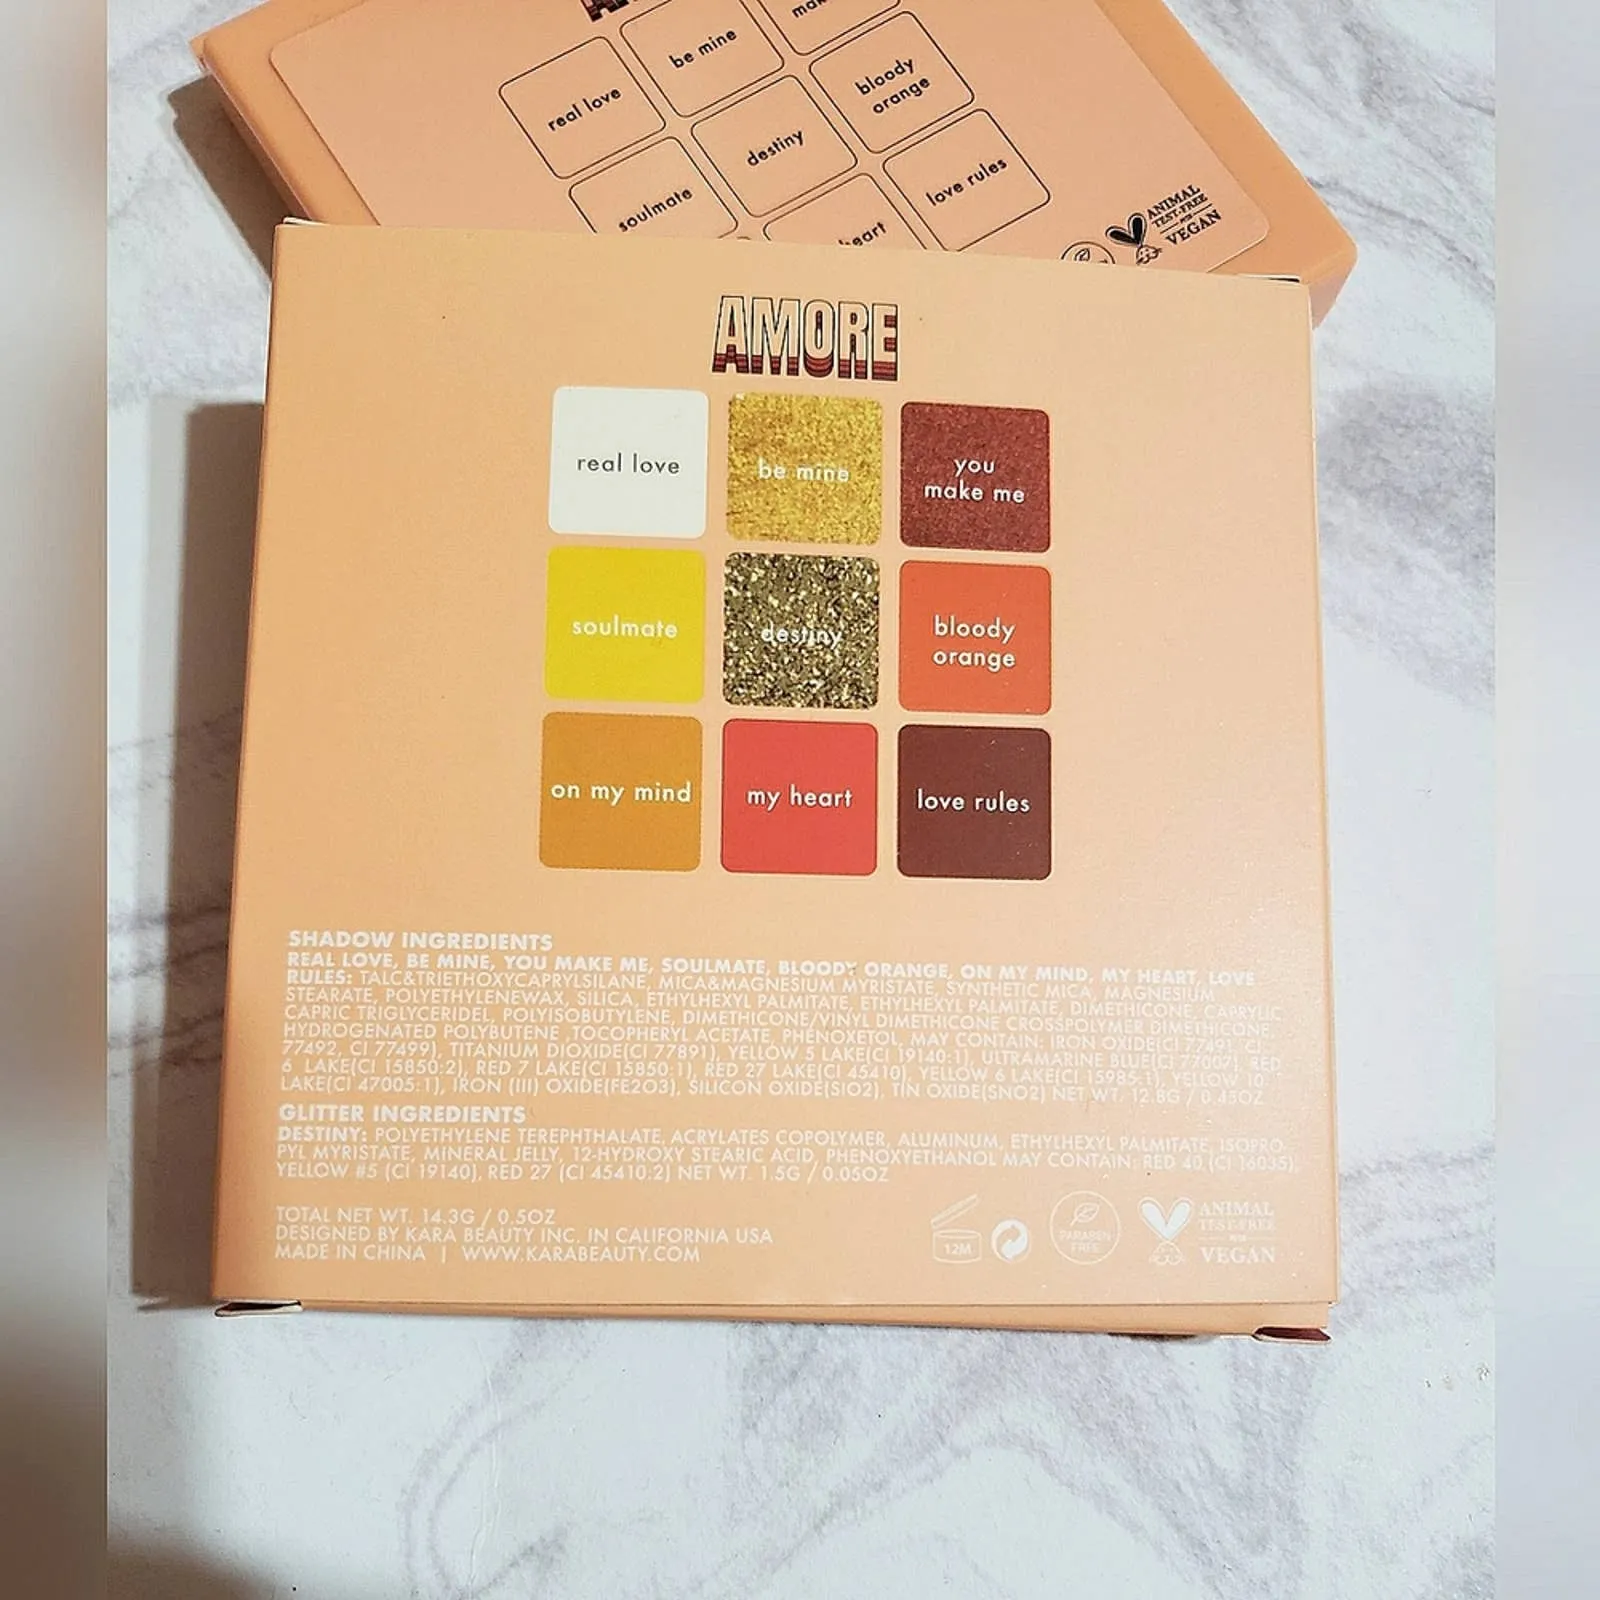 mak
be mine
bloody
orange
real love
destiny
love rules
soulmate
heart
ANIMAL
TEST-FREE
VEGAN
AMORE
real love
be mine
you
make me
soulmate
destiny
bloody
orange
on my mind
my heart
love rules
SHADOW INGREDIENTS
REAL LOVE, BE MINE, YOU MAKE ME, SOULMATE, BLOODY ORANGE, ON MY MIND, MY HEART, LOVE
RULES: TALC&TRIETHOXYCAPRYLSILANE, MICA&MAGNESIUM MYRISTATE, SYNTHETIC MICA, MAGNESIUM
STEARATE, POLYETHYLENEWAX, SILICA, ETHYLHEXYL PALMITATE, ETHYLHEXYL PALMITATE, DIMETHICONE, CAPRYLIC
CAPRIC TRIGLYCERIDEL, POLYISOBUTYLENE, DIMETHICONE/VINYL DIMETHICONE CROSSPOLYMER DIMETHICONE,
HYDROGENATED POLYBUTENE ,TOCOPHERYL ACETATE, PHENOXETOL, MAY CONTAIN: IRON OXIDE(CI 77491, CI
77492, CI 77499), TITANIUM DIOXIDE(CI 77891), YELLOW 5 LAKE(CI 19140:1), ULTRAMARINE BLUE(CI 77007), RED
6 LAKE(CI 15850:2), RED 7 LAKE(CI 15850:1), RED 27 LAKE(CI 45410), YELLOW 6 LAKE(CI 15985:1), YELLOW 10
LAKE(CI 47005:1), IRON (III) OXIDE(FE2O3), SILICON OXIDE(SIO2), TIN OXIDE(SNO2) NET WT. 12.8G / 0.45OZ
GLITTER INGREDIENTS
DESTINY: POLYETHYLENE TEREPHTHALATE, ACRYLATES COPOLYMER, ALUMINUM, ETHYLHEXYL PALMITATE, ISOPRO-
PYL MYRISTATE, MINERAL JELLY, 12-HYDROXY STEARIC ACID, PHENOXYETHANOL MAY CONTAIN: RED 40 (CI 16035),
YELLOW #5 (CI 19140), RED 27 (CI 45410:2) NET WT. 1.5G / 0.05OZ
TOTAL NET WT. 14.3G / 0.5OZ
DESIGNED BY KARA BEAUTY INC. IN CALIFORNIA USA
MADE IN CHINA | WWW.KARABEAUTY.COM
12M
PARABEN
FREE
ANIMAL
TEST-FREE
VEGAN